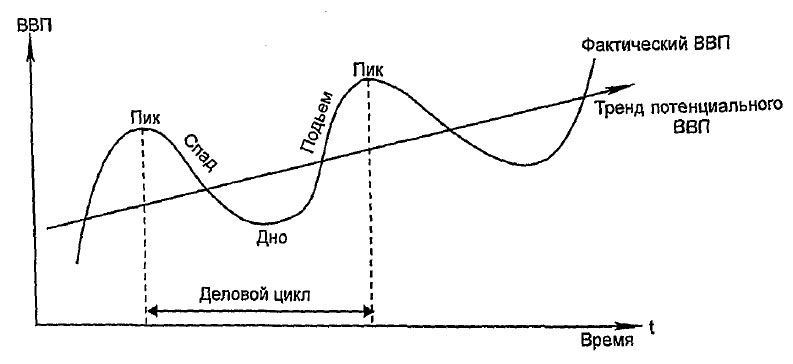 ВВП
Фактический ВВП
Пик
Пик
Тренд потенциального
ВВП
Спад
Подъем
Дно
Деловой цикл
Время
t